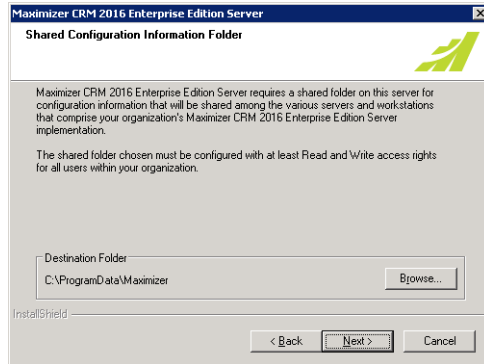 Maximizer CRM 2016 Enterprise Edition Server
Shared Configuration Information Folder
Maximizer CRM 2016 Enterprise Edition Server requires a shared folder on this server for
configuration information that will be shared among the various servers and workstations
that comprise your organization's Maximizer CRM 2016 Enterprise Edition Server
implementation.
The shared folder chosen must be configured with at least Read and Write access rights
for all users within your organization.
Destination Folder
C:\ProgramData\Maximizer
Browse...
InstallShield
< Back
Next >
Cancel